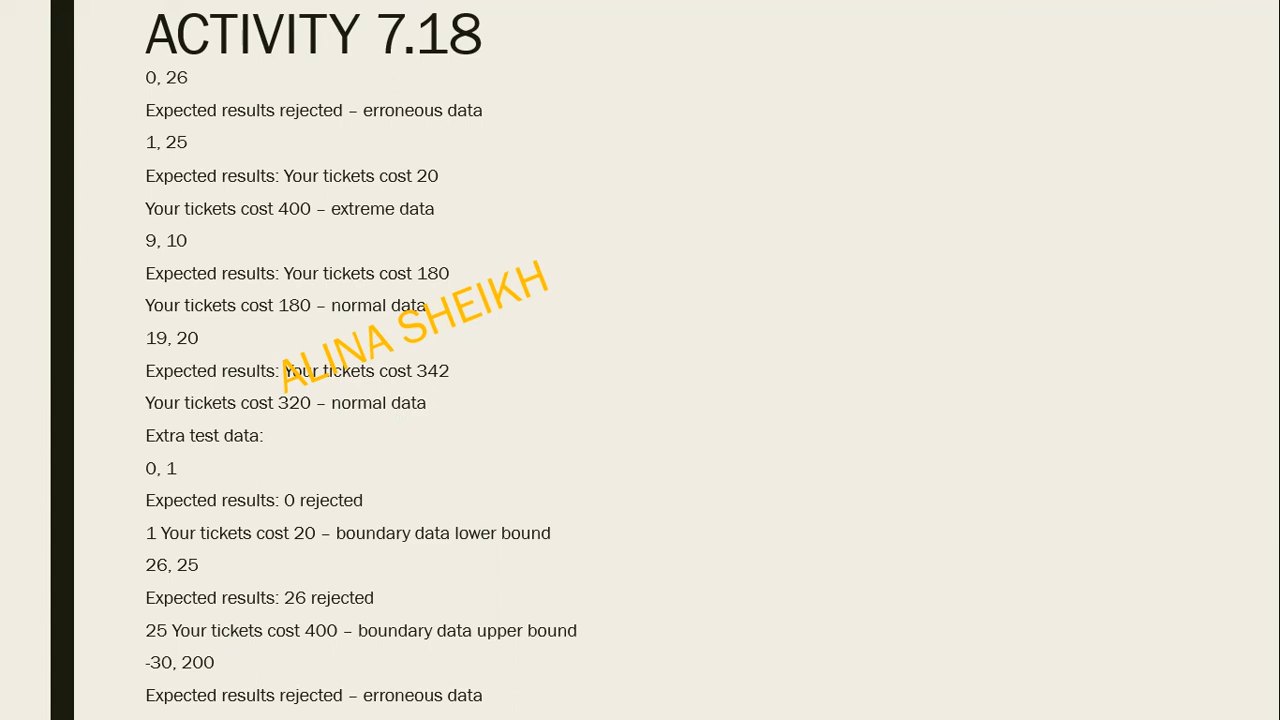 ACTIVITY 7.18
0, 26
Expected results rejected – erroneous data
1, 25
Expected results: Your tickets cost 20
Your tickets cost 400 – extreme data
9, 10
Expected results: Your tickets cost 180
Your tickets cost 180 – normal data
19, 20
Expected results: Your tickets cost 342
Your tickets cost 320 – normal data
ALINA SHEIKH
Extra test data:
0, 1
Expected results: 0 rejected
1 Your tickets cost 20 – boundary data lower bound
26, 25
Expected results: 26 rejected
25 Your tickets cost 400 – boundary data upper bound
-30, 200
Expected results rejected – erroneous data